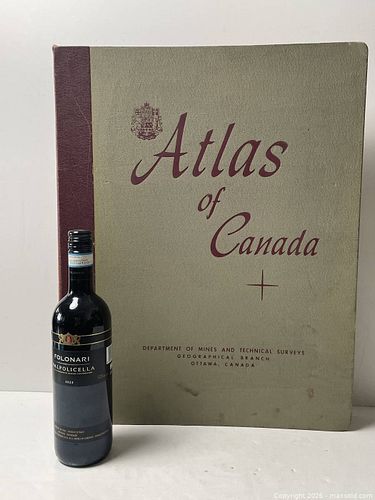 Atlas
of
Canada
DEPARTMENT OF MINES AND TECHNICAL SURVEYS
GEOGRAPHICAL BRANCH
OTTAWA, CANADA
FOLONARI
VALPOLICELLA
Copyright 2026 - maxsold.com